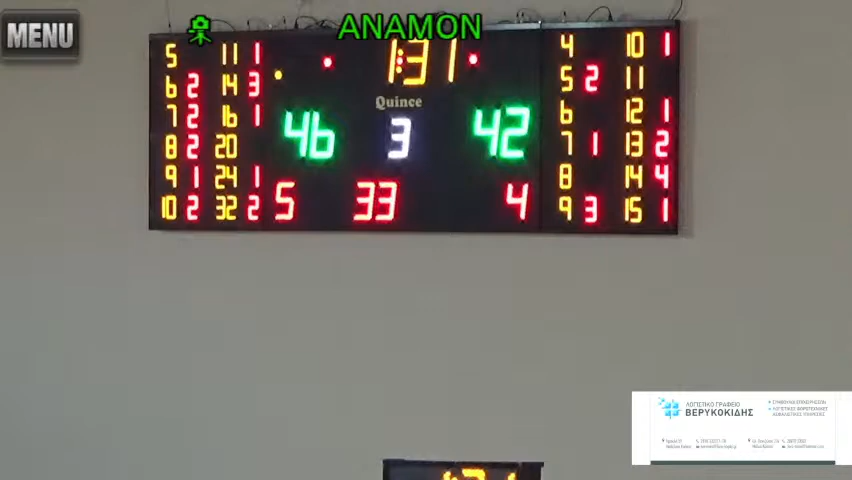 MENU
ANAMON
1:31
Quince
46 3 42
5 33 4
5 11 1
6 2 14 3
7 2 16 1
8 2 20
9 1 24 1
10 2 32 2
4 10 1
5 2 11
6 12 1
7 1 13 2
8 14 4
9 3 15 1
ΛΟΓΙΣΤΙΚΟ ΓΡΑΦΕΙΟ
ΒΕΡΥΚΟΚΙΔΗΣ